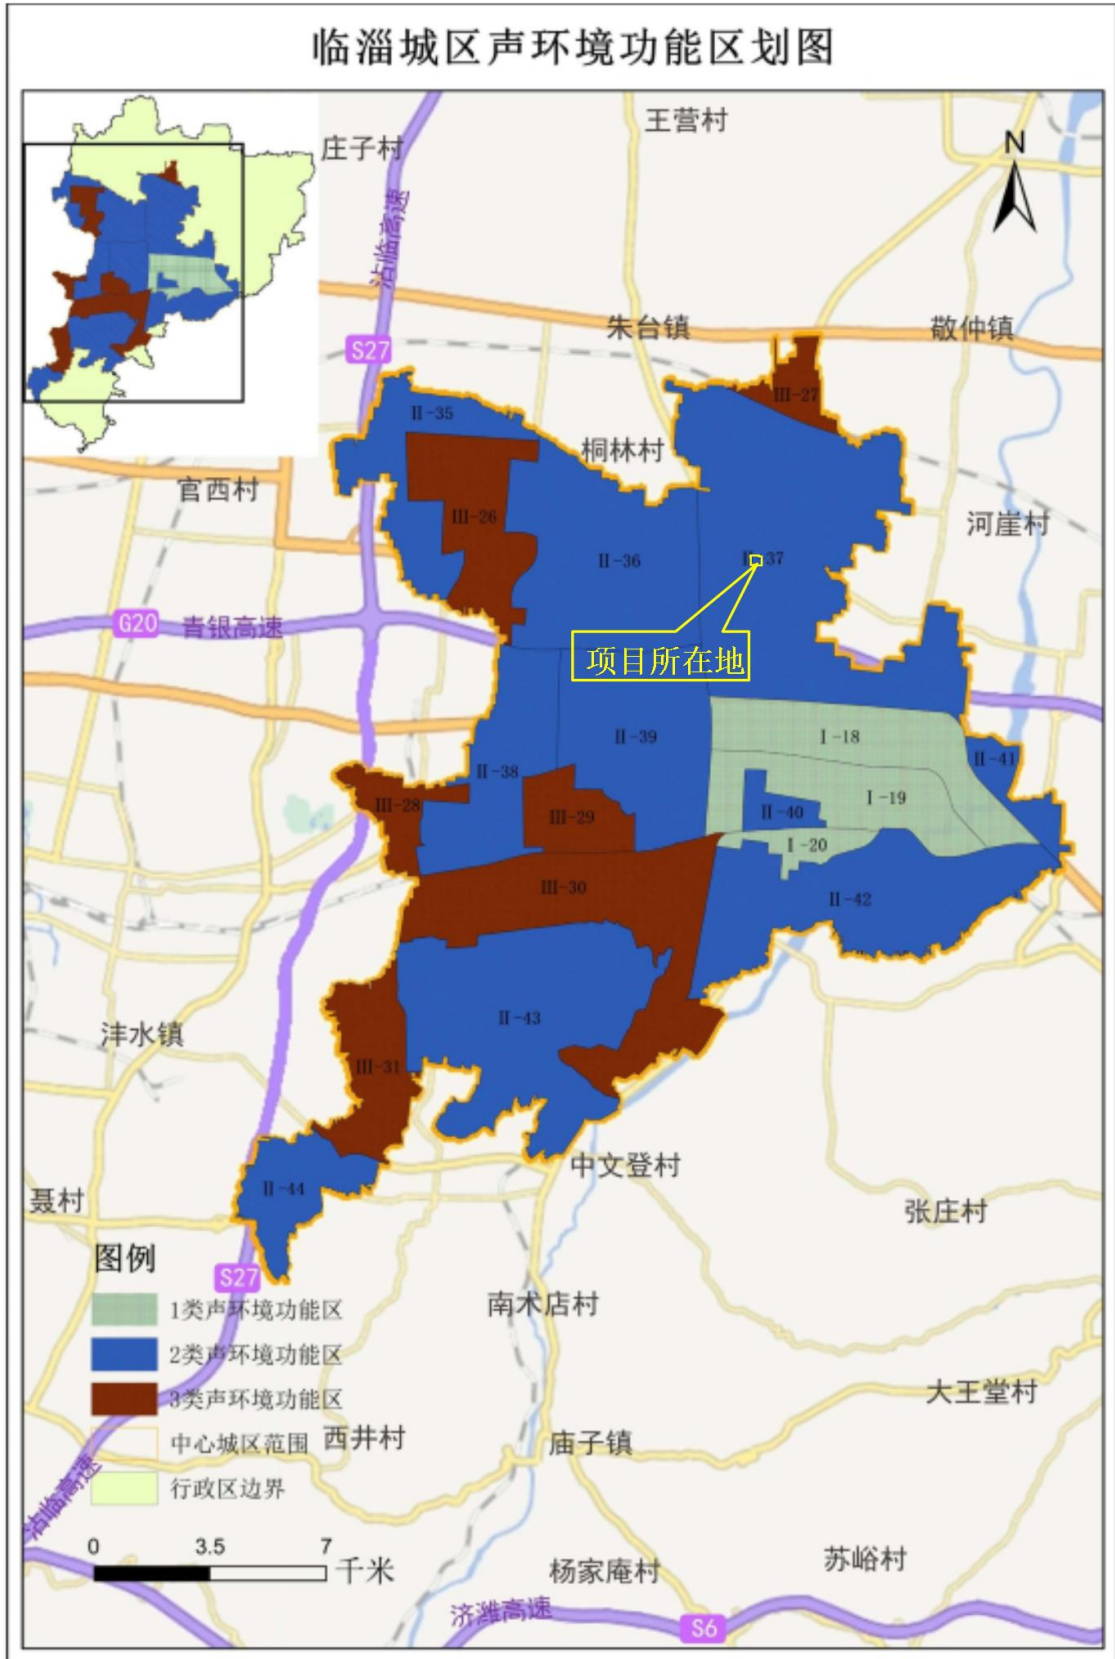 临淄城区声环境功能区划图
王营村
庄子村
N
沾临高速
朱台镇
敬仲镇
S27
III-27
II-35
桐林村
官西村
III-26
河崖村
II-36
II-37
G20
青银高速
项目所在地
II-39
I-18
II-41
II-38
III-28
III-29
I-19
II-40
I-20
III-30
II-42
II-43
沣水镇
III-31
中文登村
II-44
聂村
张庄村
图例
S27
南术店村
1类声环境功能区
2类声环境功能区
3类声环境功能区
大王堂村
中心城区范围
西井村
庙子镇
行政区边界
沾临高速
0
3.5
7
千米
杨家庵村
苏峪村
济潍高速
S6